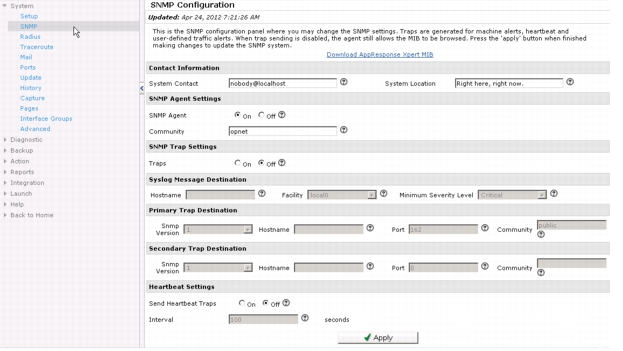 System
Setup
SNMP
Radius
Traceroute
Mail
Ports
Update
History
Capture
Pages
Interface Groups
Advanced
Diagnostic
Backup
Action
Reports
Integration
Launch
Help
Back to Home
SNMP Configuration
Updated: Apr 24, 2012 7:21:26 AM
This is the SNMP configuration panel where you may change the SNMP settings. Traps are generated for machine alerts, heartbeat and
user-defined traffic alerts. When trap sending is disabled, the agent still allows the MIB to be browsed. Press the 'apply' button when finished
making changes to update the SNMP system.
Download AppResponse Xpert MIB
Contact Information
System Contact nobody@localhost System Location Right here, right now.
SNMP Agent Settings
SNMP Agent On Off
Community opnet
SNMP Trap Settings
Traps On Off
Syslog Message Destination
Hostname Facility local0 Minimum Severity Level Critical
Primary Trap Destination
Snmp Version 1 Hostname Port 162 Community public
Secondary Trap Destination
Snmp Version 1 Hostname Port 0 Community
Heartbeat Settings
Send Heartbeat Traps On Off
Interval seconds
Apply